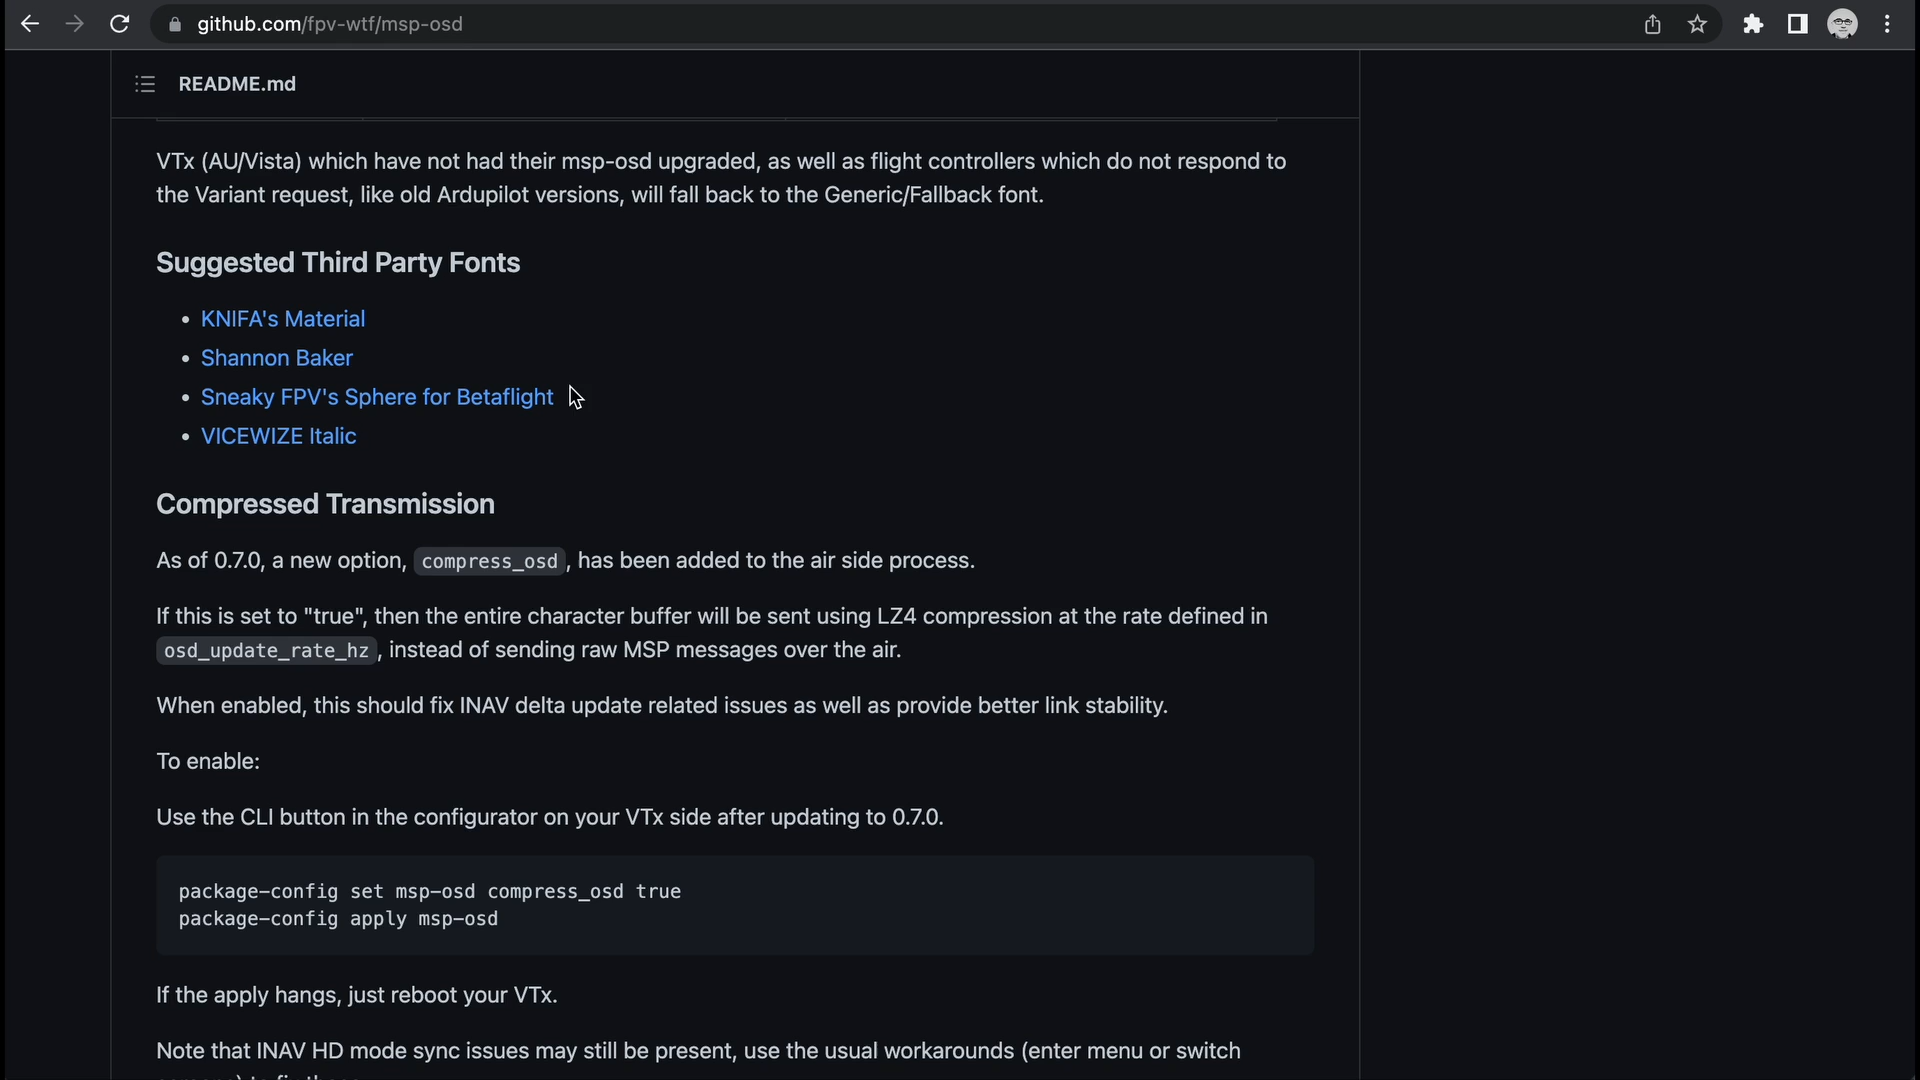 github.com/fpv-wtf/msp-osd
README.md
VTx (AU/Vista) which have not had their msp-osd upgraded, as well as flight controllers which do not respond to
the Variant request, like old Ardupilot versions, will fall back to the Generic/Fallback font.
Suggested Third Party Fonts
KNIFA's Material
Shannon Baker
Sneaky FPV's Sphere for Betaflight
VICEWIZE Italic
Compressed Transmission
As of 0.7.0, a new option, compress_osd, has been added to the air side process.
If this is set to "true", then the entire character buffer will be sent using LZ4 compression at the rate defined in
osd_update_rate_hz, instead of sending raw MSP messages over the air.
When enabled, this should fix INAV delta update related issues as well as provide better link stability.
To enable:
Use the CLI button in the configurator on your VTx side after updating to 0.7.0.
package-config set msp-osd compress_osd true
package-config apply msp-osd
If the apply hangs, just reboot your VTx.
Note that INAV HD mode sync issues may still be present, use the usual workarounds (enter menu or switch